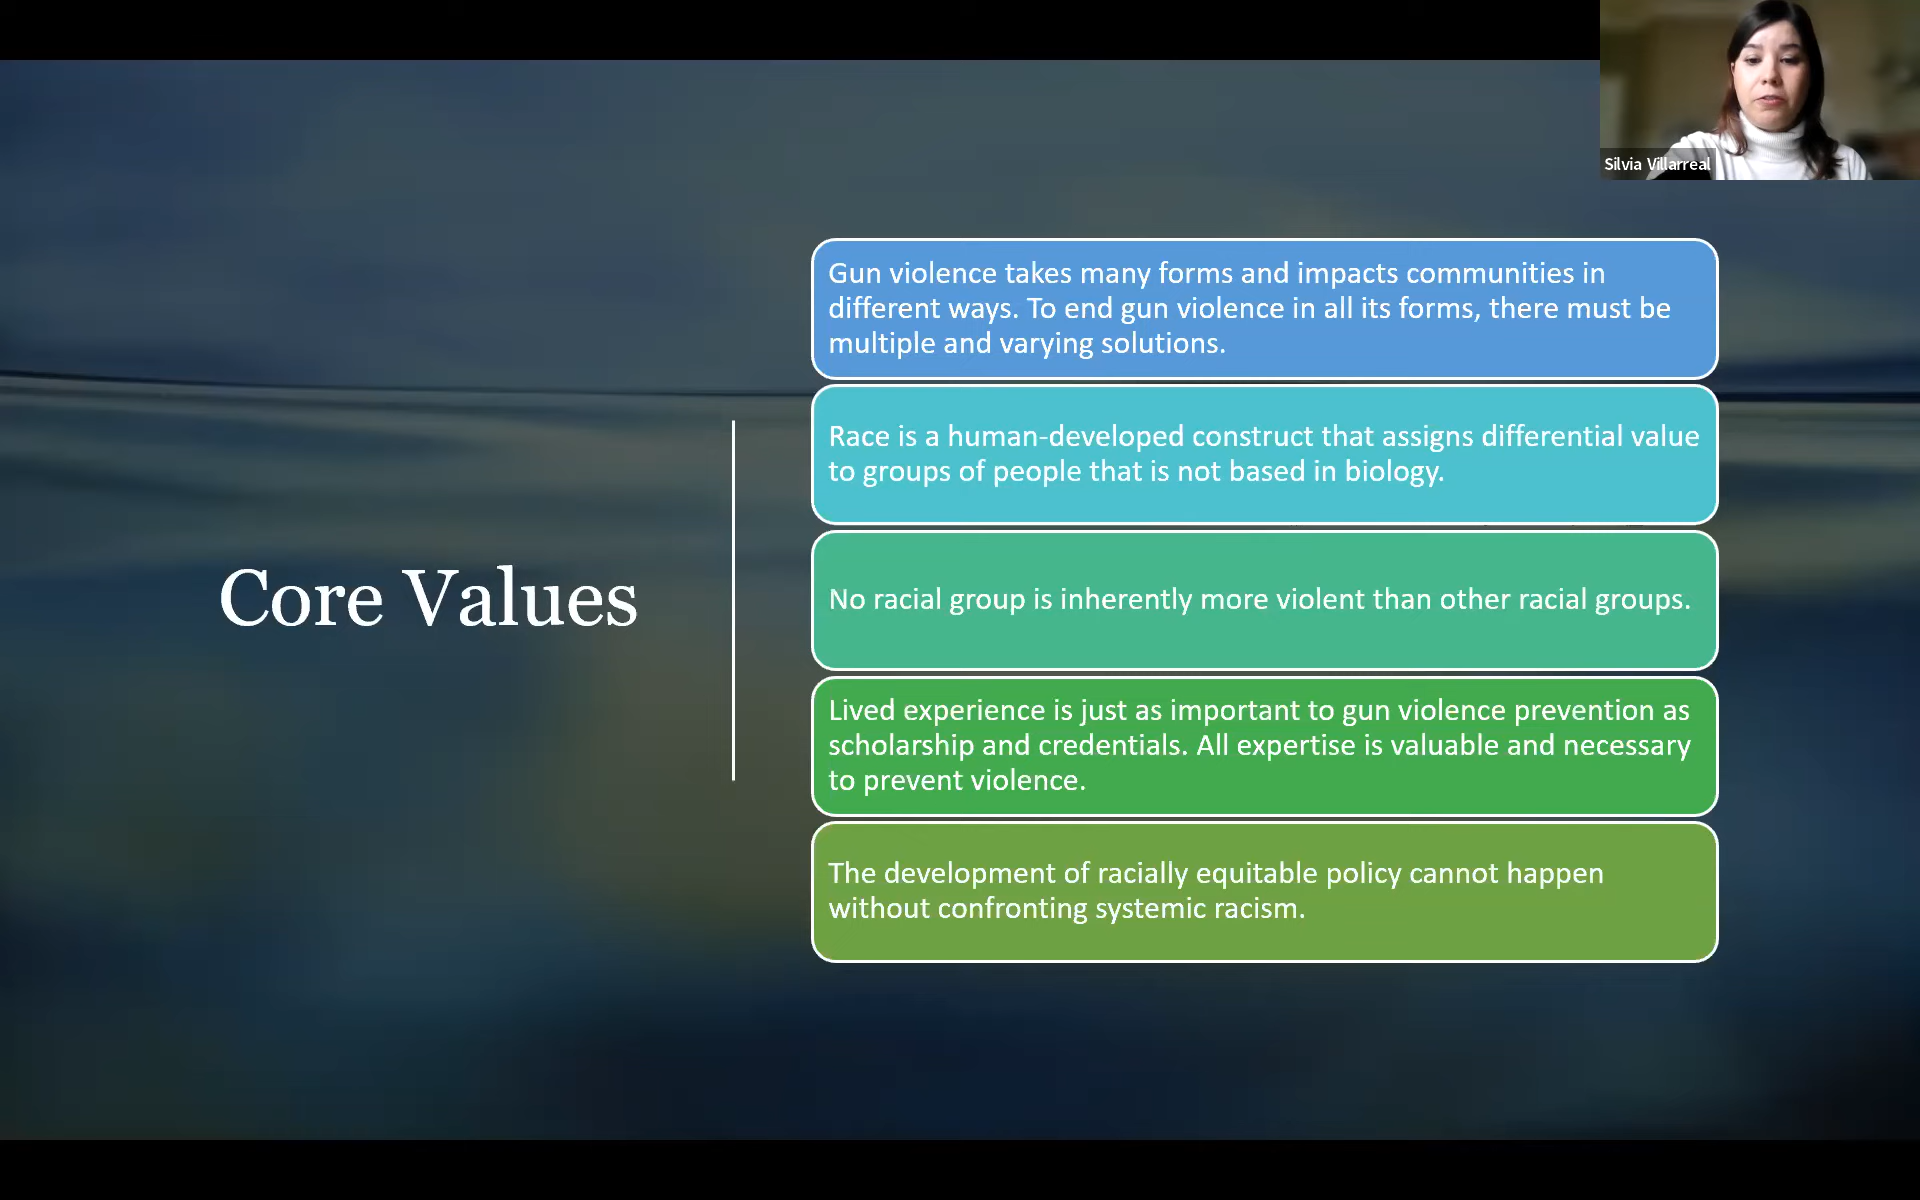 Silvia Villarreal
Core Values
Gun violence takes many forms and impacts communities in
different ways. To end gun violence in all its forms, there must be
multiple and varying solutions.
Race is a human-developed construct that assigns differential value
to groups of people that is not based in biology.
No racial group is inherently more violent than other racial groups.
Lived experience is just as important to gun violence prevention as
scholarship and credentials. All expertise is valuable and necessary
to prevent violence.
The development of racially equitable policy cannot happen
without confronting systemic racism.